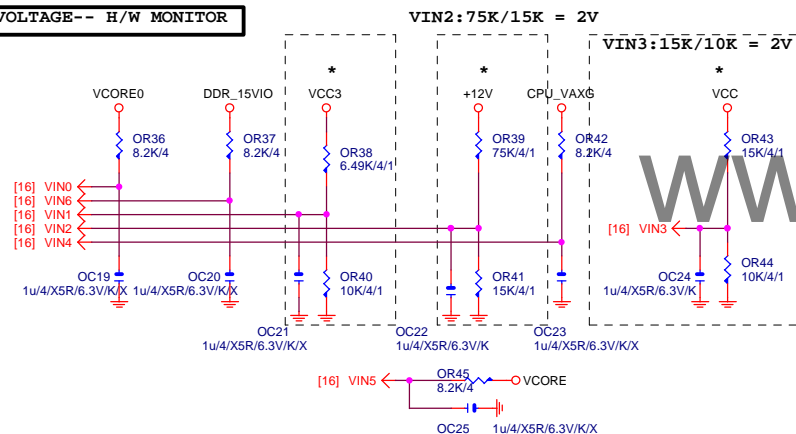 VOLTAGE-- H/W MONITOR
VIN2:75K/15K = 2V
VIN3:15K/10K = 2V
* * *
VCORE0 DDR_15VIO VCC3 +12V CPU_VAXG VCC
OR36 8.2K/4
OR37 8.2K/4
OR38 6.49K/4/1
OR39 75K/4/1
OR42 8.2K/4
OR43 15K/4/1
[16] VIN0
[16] VIN6
[16] VIN1
[16] VIN2
[16] VIN4
[16] VIN3
WW
OC19 1u/4/X5R/6.3V/K/X
OC20 1u/4/X5R/6.3V/K/X
OR40 10K/4/1
OR41 15K/4/1
OC24 1u/4/X5R/6.3V/K
OR44 10K/4/1
OC21 1u/4/X5R/6.3V/K/X
OC22 1u/4/X5R/6.3V/K
OC23 1u/4/X5R/6.3V/K/X
[16] VIN5
OR45 8.2K/4
VCORE
OC25 1u/4/X5R/6.3V/K/X